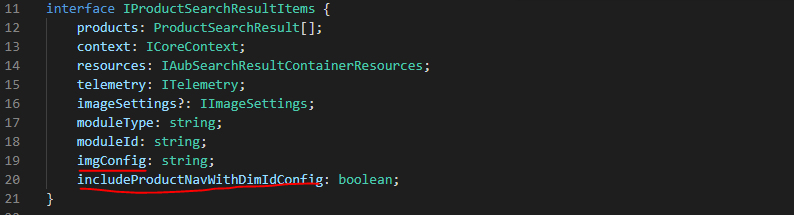 11 interface IProductSearchResultItems {
12 products: ProductSearchResult[];
13 context: ICoreContext;
14 resources: IAubSearchResultContainerResources;
15 telemetry: ITelemetry;
16 imageSettings?: IImageSettings;
17 moduleType: string;
18 moduleId: string;
19 imgConfig: string;
20 includeProductNavWithDimIdConfig: boolean;
21 }